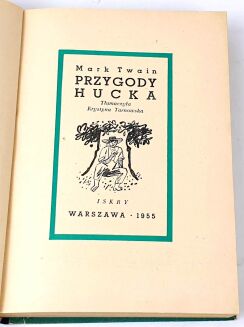 Mark Twain
PRZYGODY
HUCKA
Tłumaczyła
Krystyna Tarnowska
ISKRY
WARSZAWA · 1955